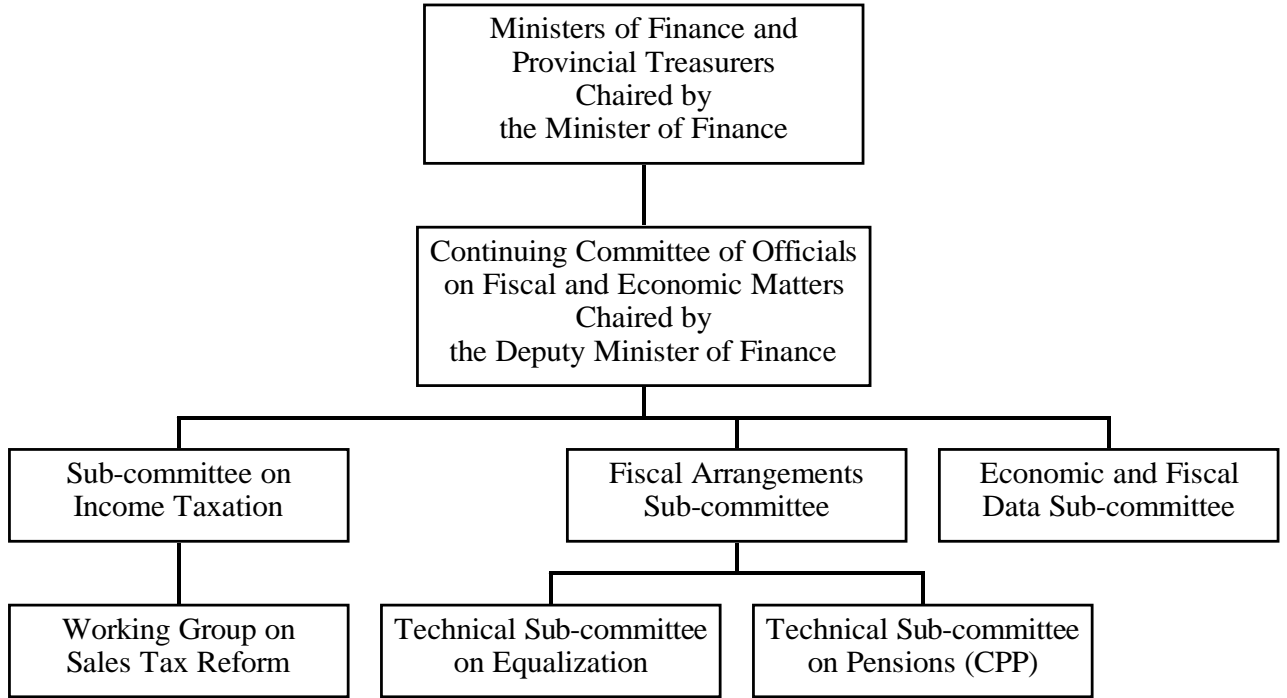 Ministers of Finance and
Provincial Treasurers
Chaired by
the Minister of Finance
Continuing Committee of Officials
on Fiscal and Economic Matters
Chaired by
the Deputy Minister of Finance
Sub-committee on
Income Taxation
Fiscal Arrangements
Sub-committee
Economic and Fiscal
Data Sub-committee
Working Group on
Sales Tax Reform
Technical Sub-committee
on Equalization
Technical Sub-committee
on Pensions (CPP)